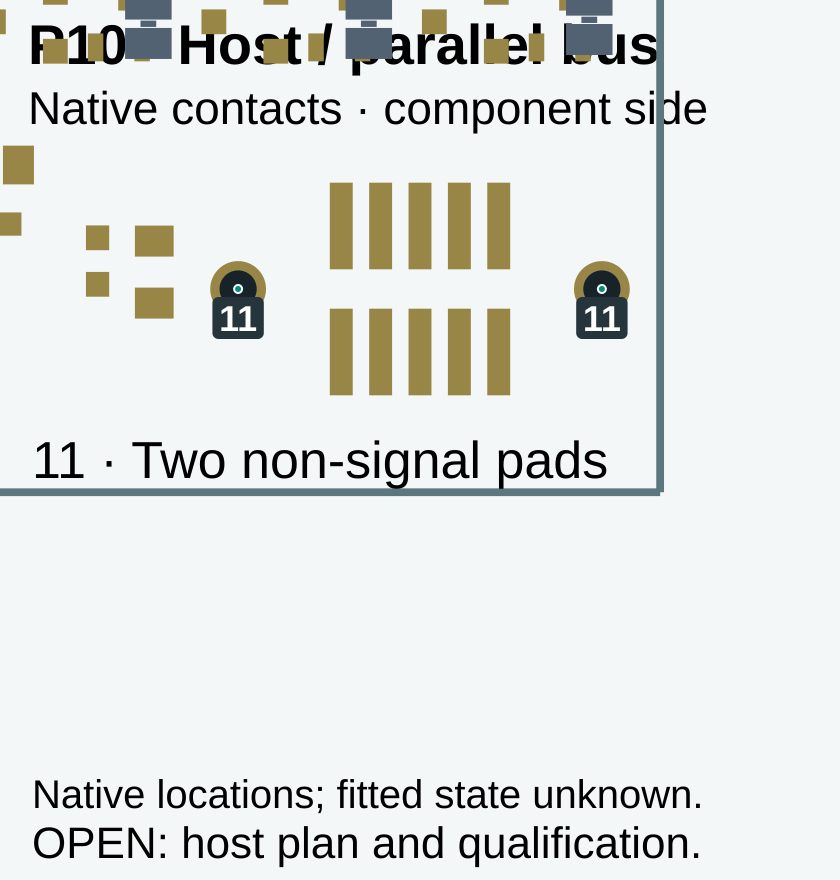 P10 Host / parallel bus
Native contacts · component side
11 11
11 · Two non-signal pads
Native locations; fitted state unknown.
OPEN: host plan and qualification.